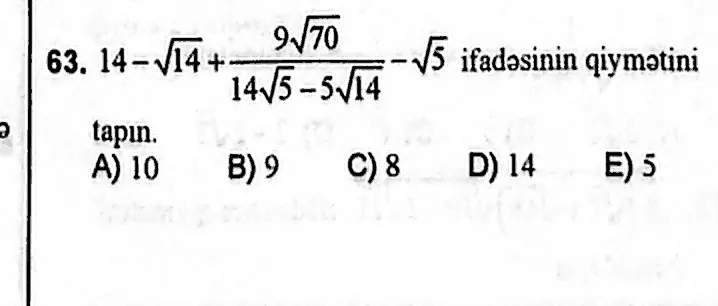 63. 14 − √14 + 9√70 / (14√5 − 5√14) − √5 ifadəsinin qiymətini
tapın.
A) 10 B) 9 C) 8 D) 14 E) 5